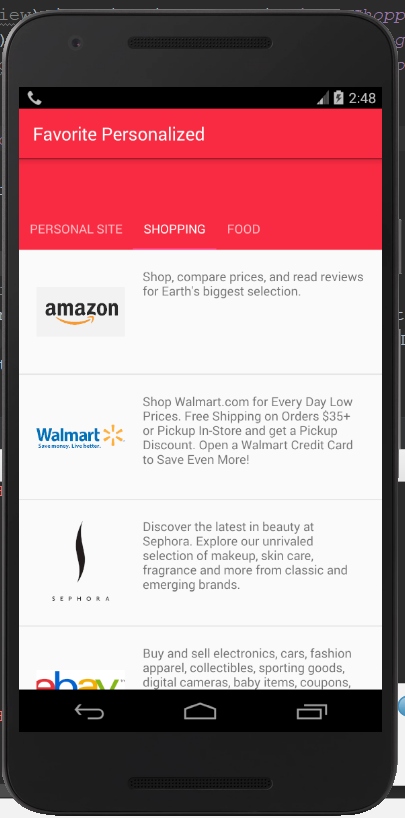 2:48
Favorite Personalized
PERSONAL SITE SHOPPING FOOD
amazon
Shop, compare prices, and read reviews
for Earth's biggest selection.
Walmart
Save money. Live better.
Shop Walmart.com for Every Day Low
Prices. Free Shipping on Orders $35+
or Pickup In-Store and get a Pickup
Discount. Open a Walmart Credit Card
to Save Even More!
SEPHORA
Discover the latest in beauty at
Sephora. Explore our unrivaled
selection of makeup, skin care,
fragrance and more from classic and
emerging brands.
ebay™
Buy and sell electronics, cars, fashion
apparel, collectibles, sporting goods,
digital cameras, baby items, coupons,